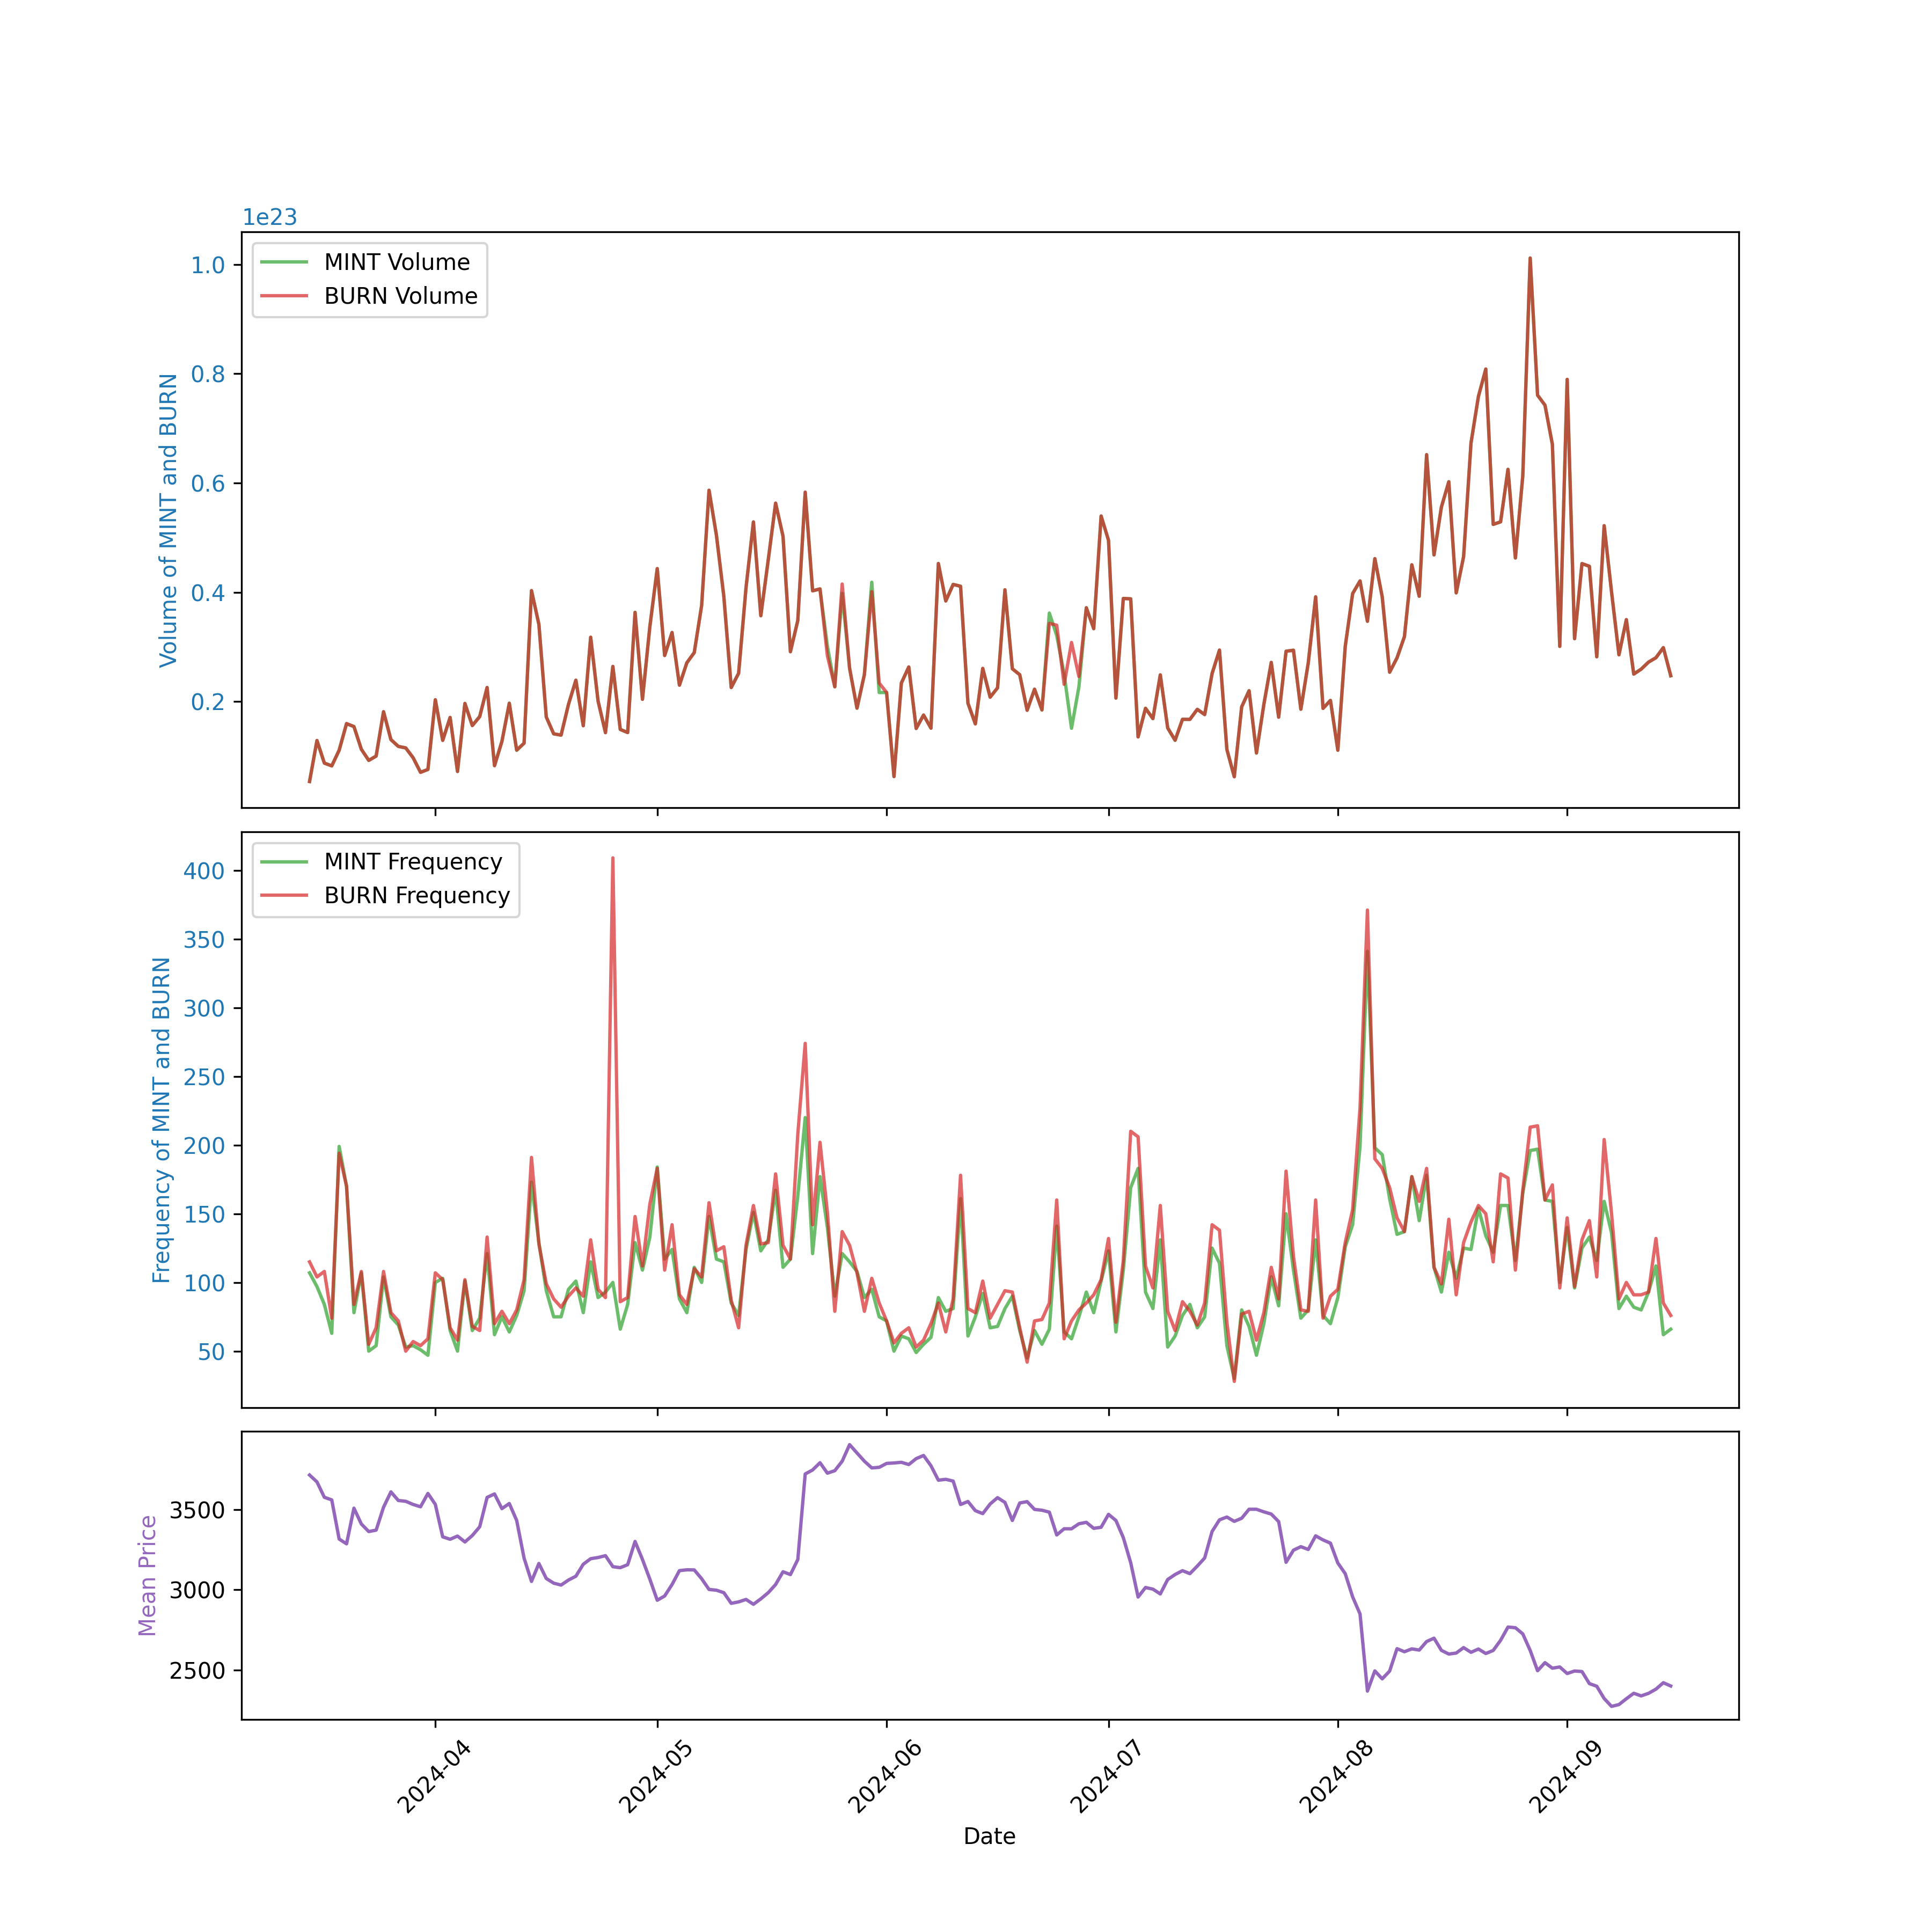 1e23
MINT Volume
BURN Volume
Volume of MINT and BURN
1.0
0.8
0.6
0.4
0.2
MINT Frequency
BURN Frequency
Frequency of MINT and BURN
400
350
300
250
200
150
100
50
Mean Price
3500
3000
2500
2024-04
2024-05
2024-06
2024-07
2024-08
2024-09
Date